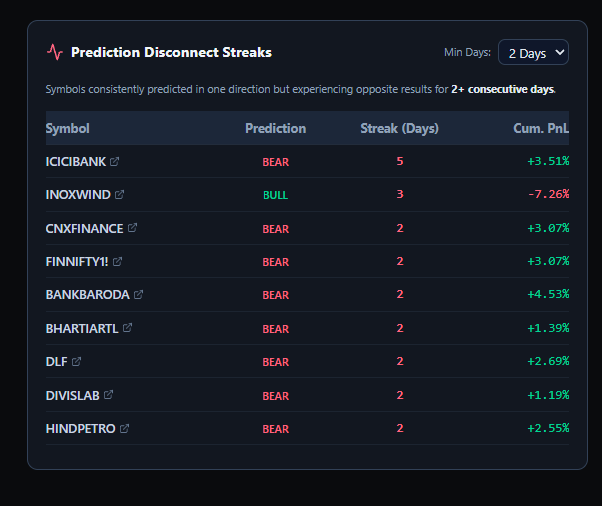 Prediction Disconnect Streaks
Min Days: 2 Days
Symbols consistently predicted in one direction but experiencing opposite results for 2+ consecutive days.
Symbol Prediction Streak (Days) Cum. PnL
ICICIBANK BEAR 5 +3.51%
INOXWIND BULL 3 -7.26%
CNXFINANCE BEAR 2 +3.07%
FINNIFTY1! BEAR 2 +3.07%
BANKBARODA BEAR 2 +4.53%
BHARTIARTL BEAR 2 +1.39%
DLF BEAR 2 +2.69%
DIVISLAB BEAR 2 +1.19%
HINDPETRO BEAR 2 +2.55%